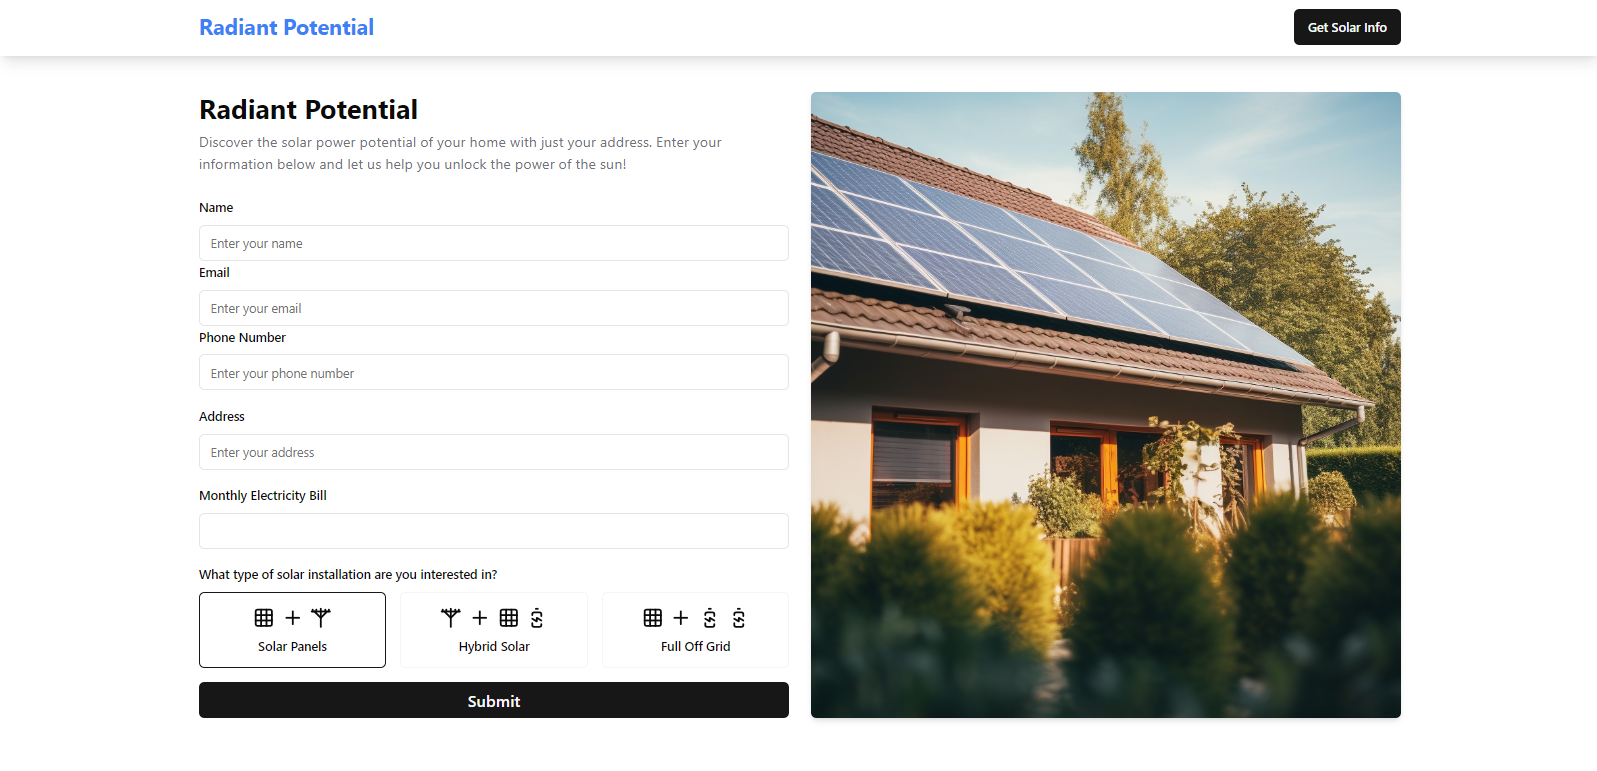 Radiant Potential
Get Solar Info
Radiant Potential
Discover the solar power potential of your home with just your address. Enter your
information below and let us help you unlock the power of the sun!
Name
Enter your name
Email
Enter your email
Phone Number
Enter your phone number
Address
Enter your address
Monthly Electricity Bill
What type of solar installation are you interested in?
Solar Panels
Hybrid Solar
Full Off Grid
Submit